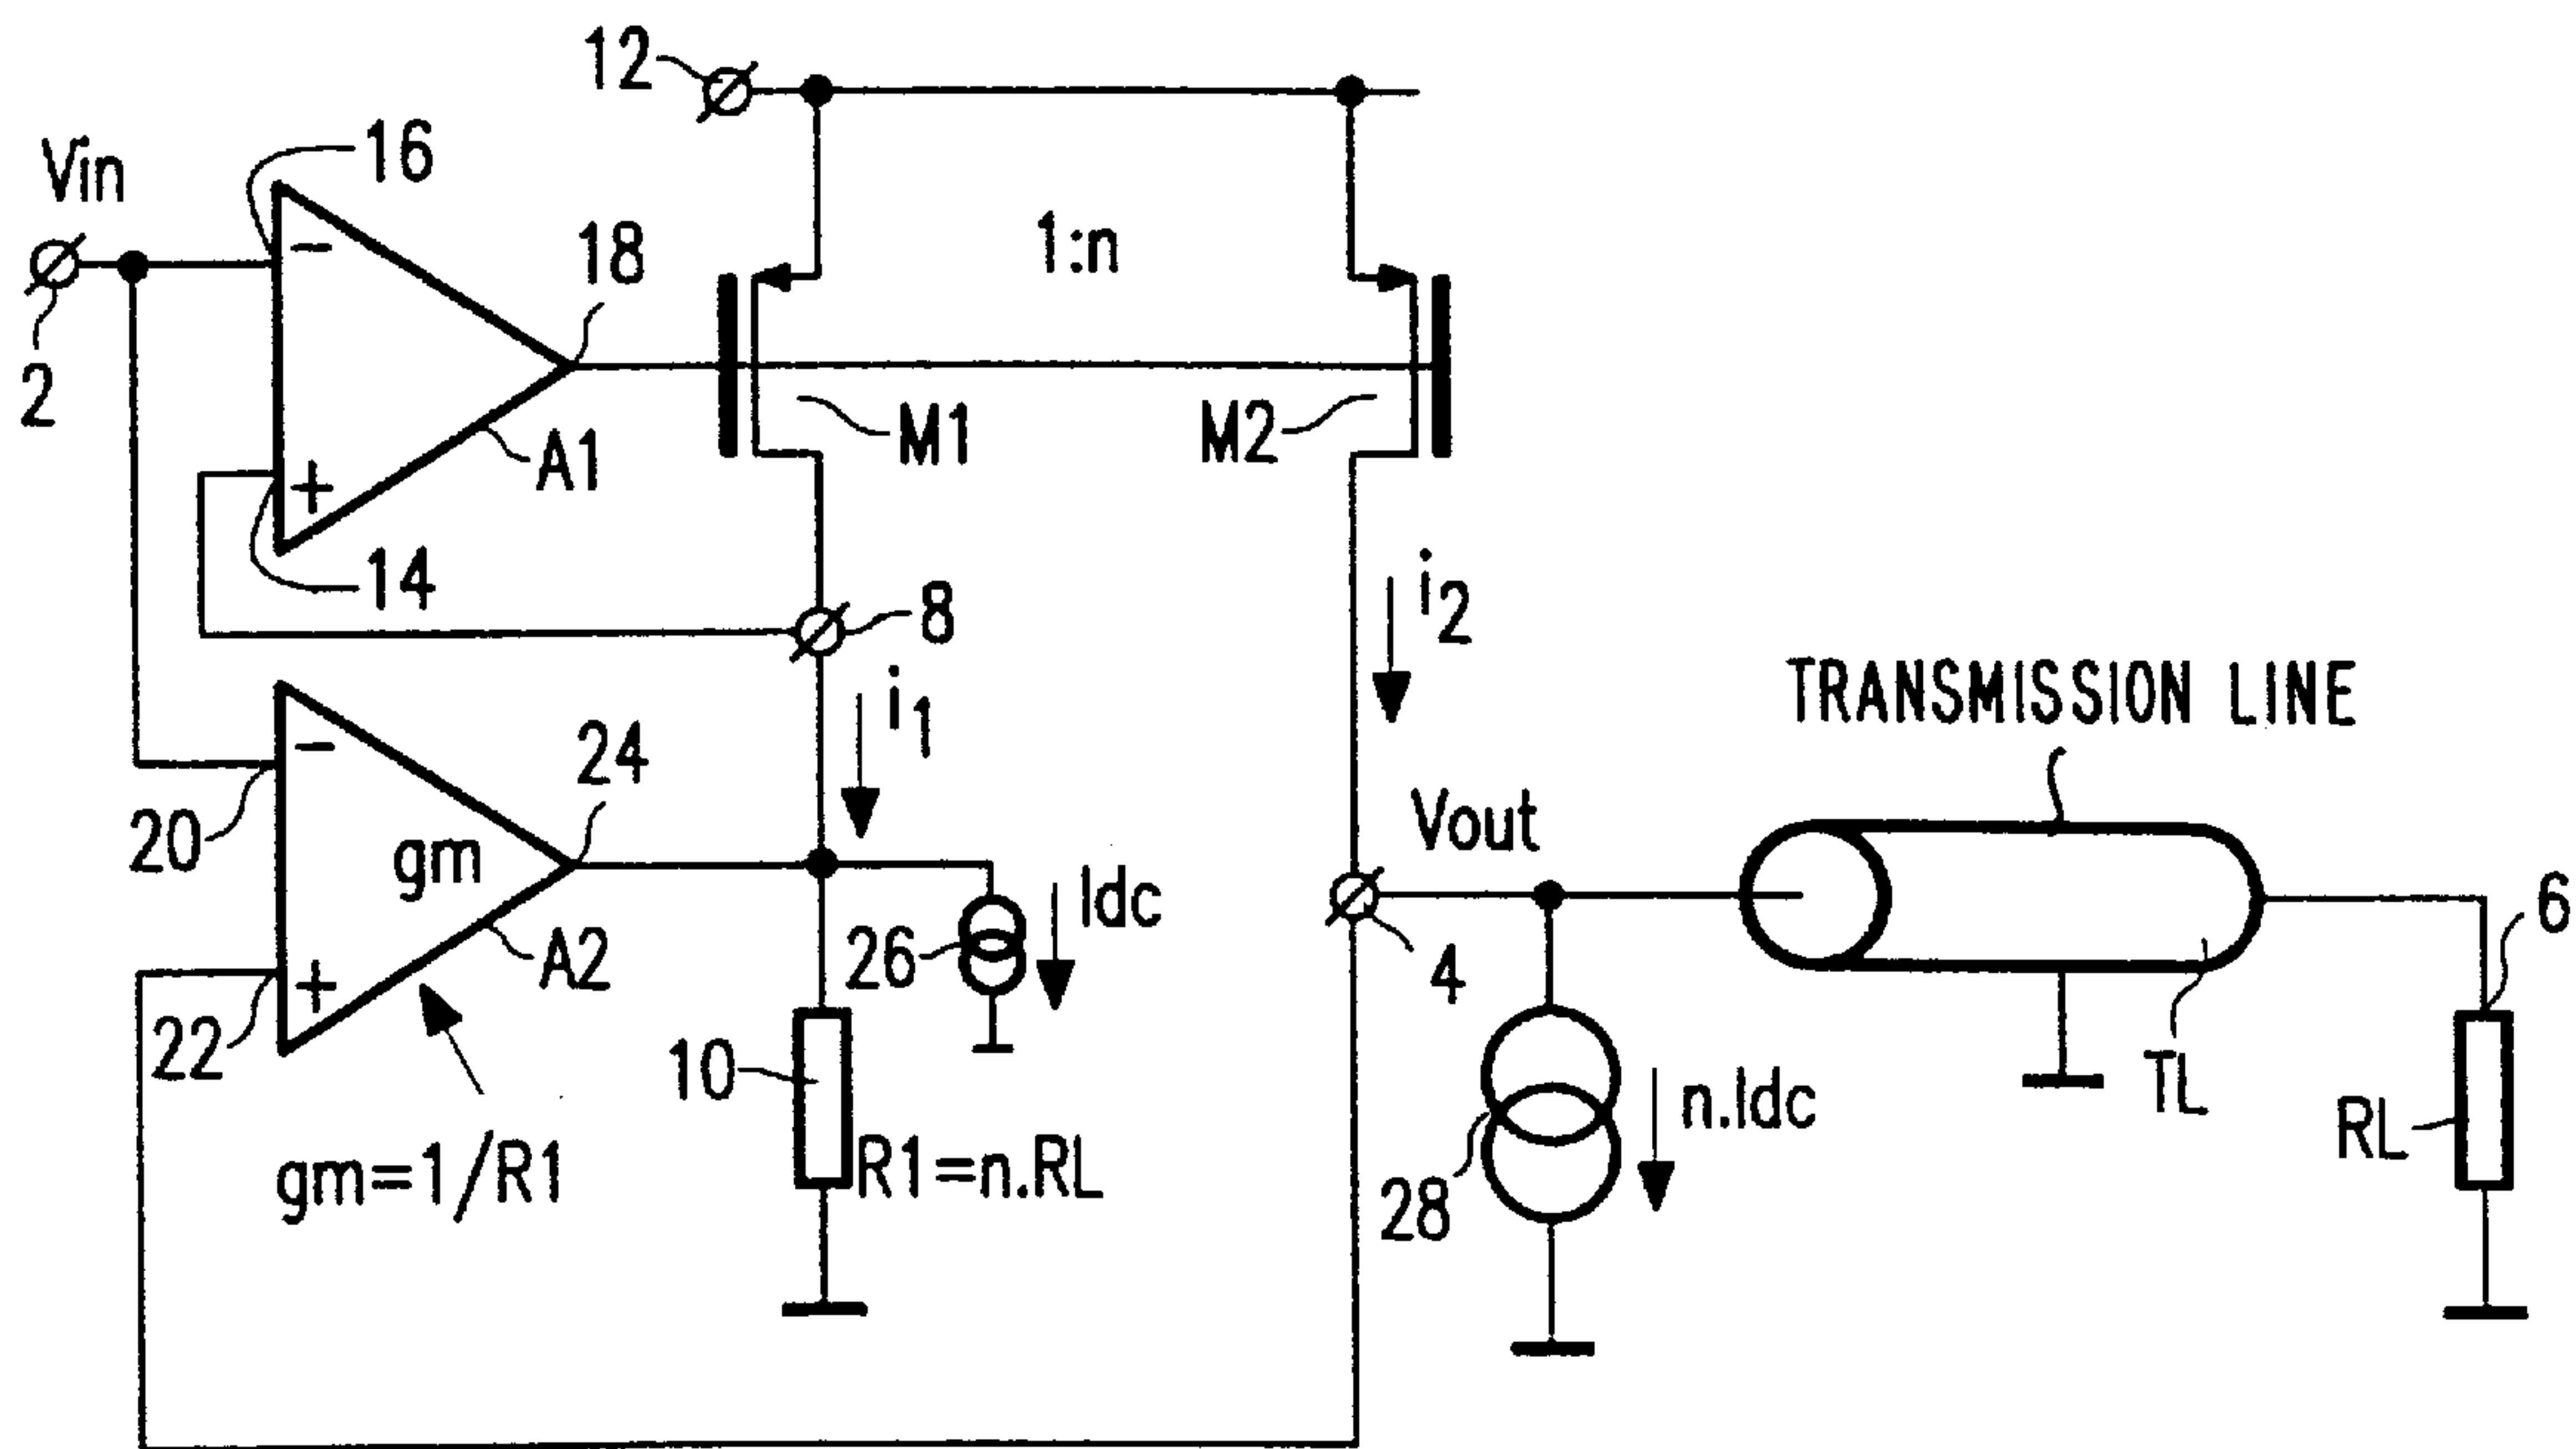 12
Vin
16
18
1:n
2
−
+
A1
M1
M2
14
8
i2
i1
TRANSMISSION LINE
24
−
20
gm
Vout
Idc
6
26
A2
+
4
22
10
n.Idc
TL
RL
gm=1/R1
R1=n.RL
28